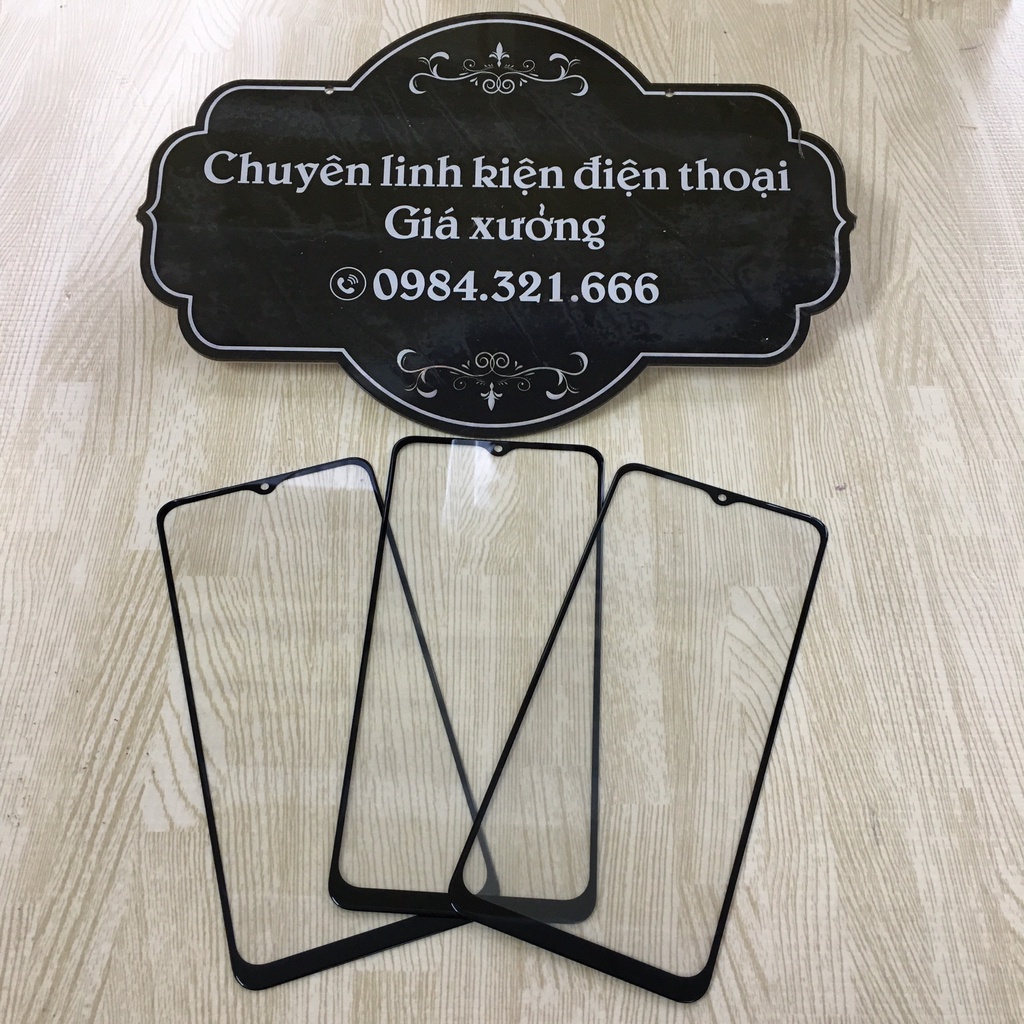 Chuyên linh kiện điện thoại
Giá xưởng
0984.321.666